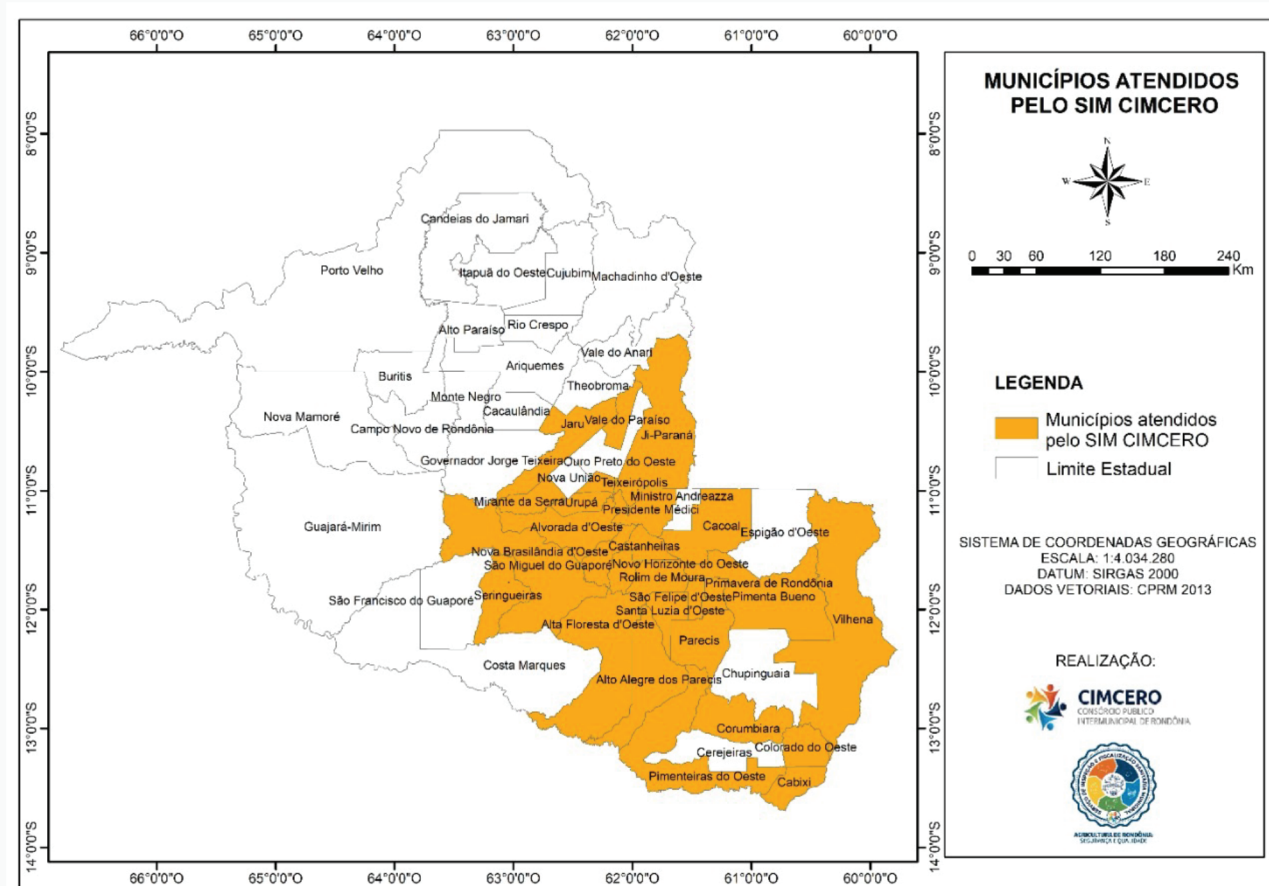 66°0'0"O 65°0'0"O 64°0'0"O 63°0'0"O 62°0'0"O 61°0'0"O 60°0'0"O
8°0'0"S
9°0'0"S
10°0'0"S
11°0'0"S
12°0'0"S
13°0'0"S
14°0'0"S
Candeias do Jamari
Porto Velho
Itapuã do Oeste
Cujubim
Machadinho d'Oeste
Alto Paraíso
Rio Crespo
Vale do Anari
Ariquemes
Buritis
Theobroma
Monte Negro
Cacaulândia
Nova Mamoré
Campo Novo de Rondônia
Jaru
Vale do Paraíso
Ji-Paraná
Governador Jorge Teixeira
Ouro Preto do Oeste
Nova União
Teixeirópolis
Mirante da Serra
Urupá
Ministro Andreazza
Presidente Médici
Guajará-Mirim
Alvorada d'Oeste
Cacoal
Espigão d'Oeste
Castanheiras
Nova Brasilândia d'Oeste
São Miguel do Guaporé
Novo Horizonte do Oeste
Rolim de Moura
Primavera de Rondônia
São Francisco do Guaporé
Seringueiras
São Felipe d'Oeste
Pimenta Bueno
Santa Luzia d'Oeste
Vilhena
Alta Floresta d'Oeste
Parecis
Costa Marques
Alto Alegre dos Parecis
Chupinguaia
Corumbiara
Cerejeiras
Colorado do Oeste
Pimenteiras do Oeste
Cabixi
8°0'0"S
9°0'0"S
10°0'0"S
11°0'0"S
12°0'0"S
13°0'0"S
14°0'0"S
66°0'0"O 65°0'0"O 64°0'0"O 63°0'0"O 62°0'0"O 61°0'0"O 60°0'0"O
MUNICÍPIOS ATENDIDOS
PELO SIM CIMCERO
N
W E
S
0 30 60 120 180 240
Km
LEGENDA
Municípios atendidos
pelo SIM CIMCERO
Limite Estadual
SISTEMA DE COORDENADAS GEOGRÁFICAS
ESCALA: 1:4.034.280
DATUM: SIRGAS 2000
DADOS VETORIAIS: CPRM 2013
REALIZAÇÃO:
CIMCERO
CONSÓRCIO PÚBLICO
INTERMUNICIPAL DE RONDÔNIA
AGRICULTURA DE RONDÔNIA:
SEGURANÇA E QUALIDADE